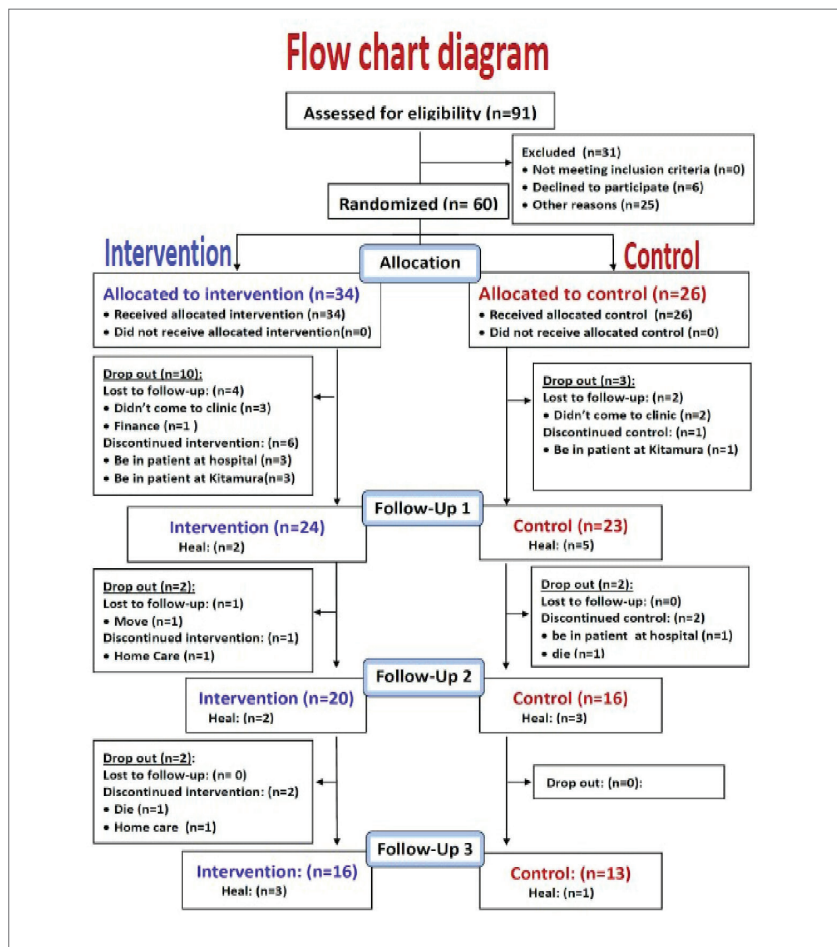 Flow chart diagram
Assessed for eligibility (n=91)
Excluded (n=31)
• Not meeting inclusion criteria (n=0)
• Declined to participate (n=6)
• Other reasons (n=25)
Randomized (n= 60)
Intervention
Allocation
Control
Allocated to intervention (n=34)
• Received allocated intervention (n=34)
• Did not receive allocated intervention(n=0)
Allocated to control (n=26)
• Received allocated control (n=26)
• Did not receive allocated control (n=0)
Drop out (n=10):
Lost to follow-up: (n=4)
• Didn't come to clinic (n=3)
• Finance (n=1 )
Discontinued intervention: (n=6)
• Be in patient at hospital (n=3)
• Be in patient at Kitamura(n=3)
Drop out (n=3):
Lost to follow-up: (n=2)
• Didn't come to clinic (n=2)
Discontinued control: (n=1)
• Be in patient at Kitamura (n=1)
Follow-Up 1
Intervention (n=24)
Heal: (n=2)
Control (n=23)
Heal: (n=5)
Drop out (n=2):
Lost to follow-up: (n=1)
• Move (n=1)
Discontinued intervention: (n=1)
• Home Care (n=1)
Drop out (n=2):
Lost to follow-up: (n=0)
Discontinued control: (n=2)
• be in patient at hospital (n=1)
• die (n=1)
Follow-Up 2
Intervention (n=20)
Heal: (n=2)
Control (n=16)
Heal: (n=3)
Drop out (n=2):
Lost to follow-up: (n= 0)
Discontinued intervention: (n=2)
• Die (n=1)
• Home care (n=1)
Drop out: (n=0):
Follow-Up 3
Intervention: (n=16)
Heal: (n=3)
Control: (n=13)
Heal: (n=1)